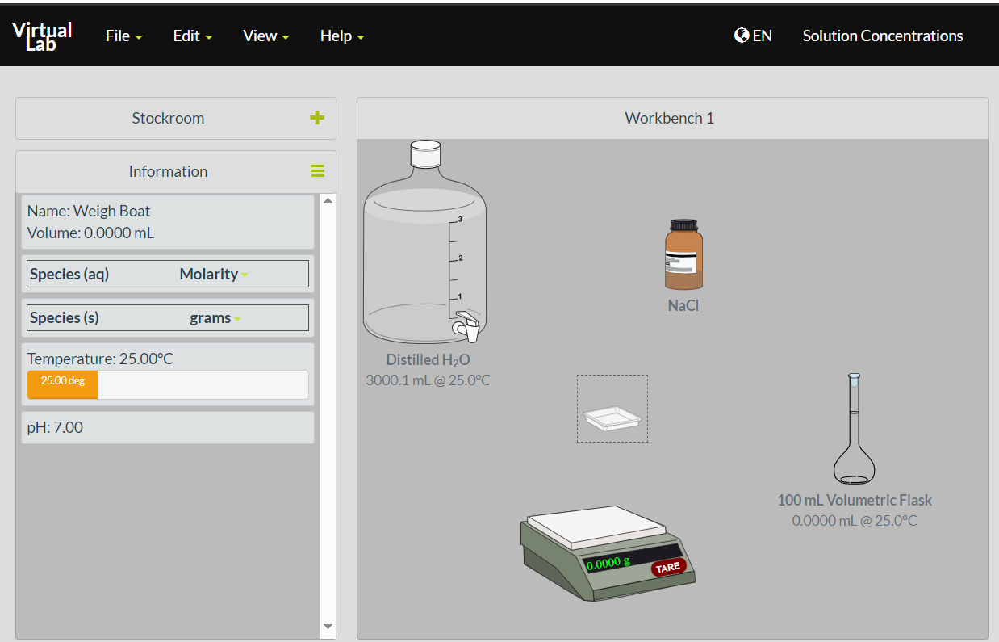 Virtual
Lab
File
Edit
View
Help
EN
Solution Concentrations
Stockroom
Information
Name: Weigh Boat
Volume: 0.0000 mL
Species (aq) Molarity
Species (s) grams
Temperature: 25.00°C
25.00 deg
pH: 7.00
Workbench 1
3
2
1
Distilled H₂O
3000.1 mL @ 25.0°C
NaCl
100 mL Volumetric Flask
0.0000 mL @ 25.0°C
0.0000 g
TARE